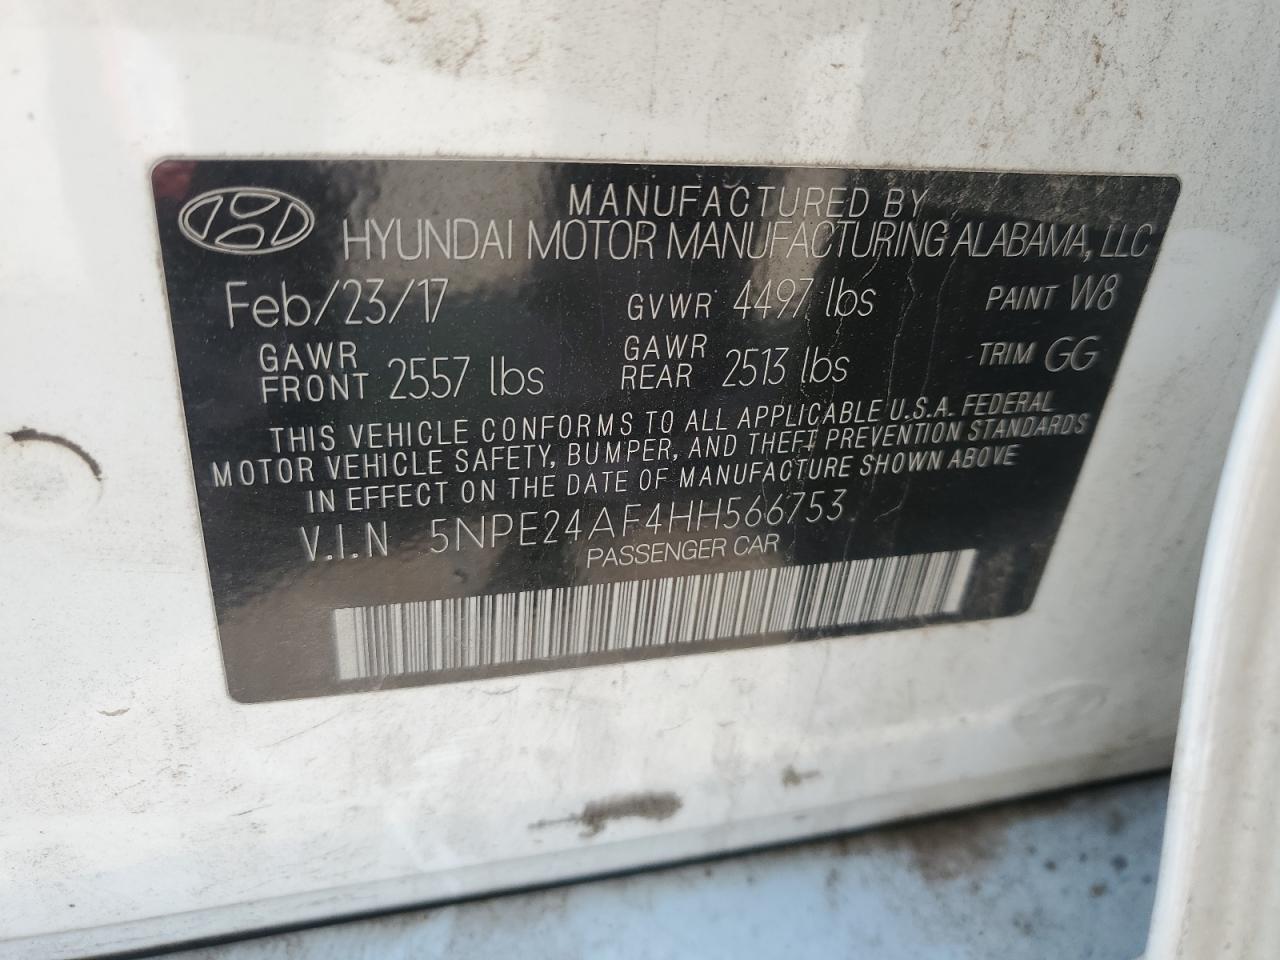 MANUFACTURED BY
HYUNDAI MOTOR MANUFACTURING ALABAMA, LLC
Feb/23/17 GVWR 4497 lbs PAINT W8
GAWR FRONT 2557 lbs GAWR REAR 2513 lbs TRIM GG
THIS VEHICLE CONFORMS TO ALL APPLICABLE U.S.A. FEDERAL
MOTOR VEHICLE SAFETY, BUMPER, AND THEFT PREVENTION STANDARDS
IN EFFECT ON THE DATE OF MANUFACTURE SHOWN ABOVE
V.I.N 5NPE24AF4HH566753
PASSENGER CAR